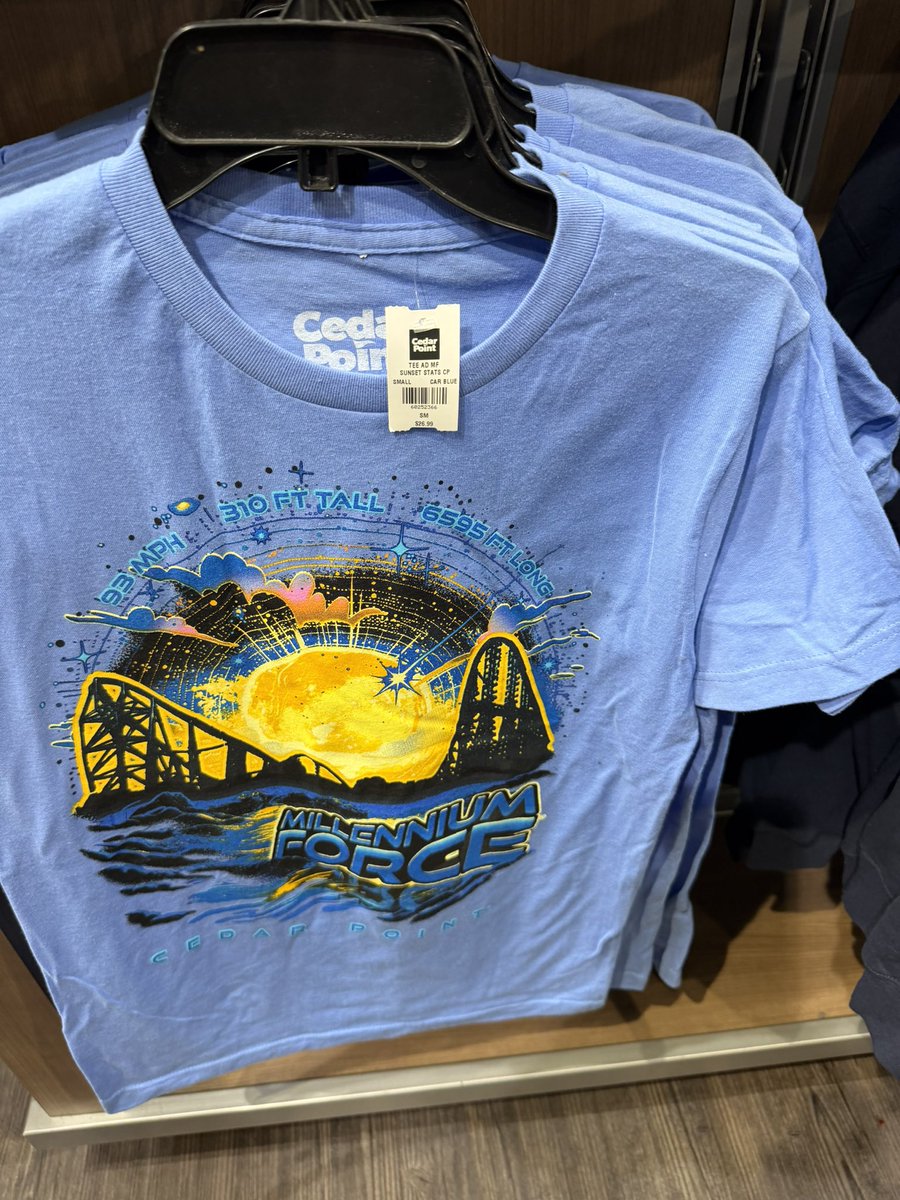 Cedar
Point
Cedar
Point
TEE AD MF
SUNSET STATS CP
SMALL CAR BLUE
60252366
SM
$26.99
93 MPH 310 FT TALL 6595 FT LONG
MILLENNIUM
FORCE
CEDAR POINT